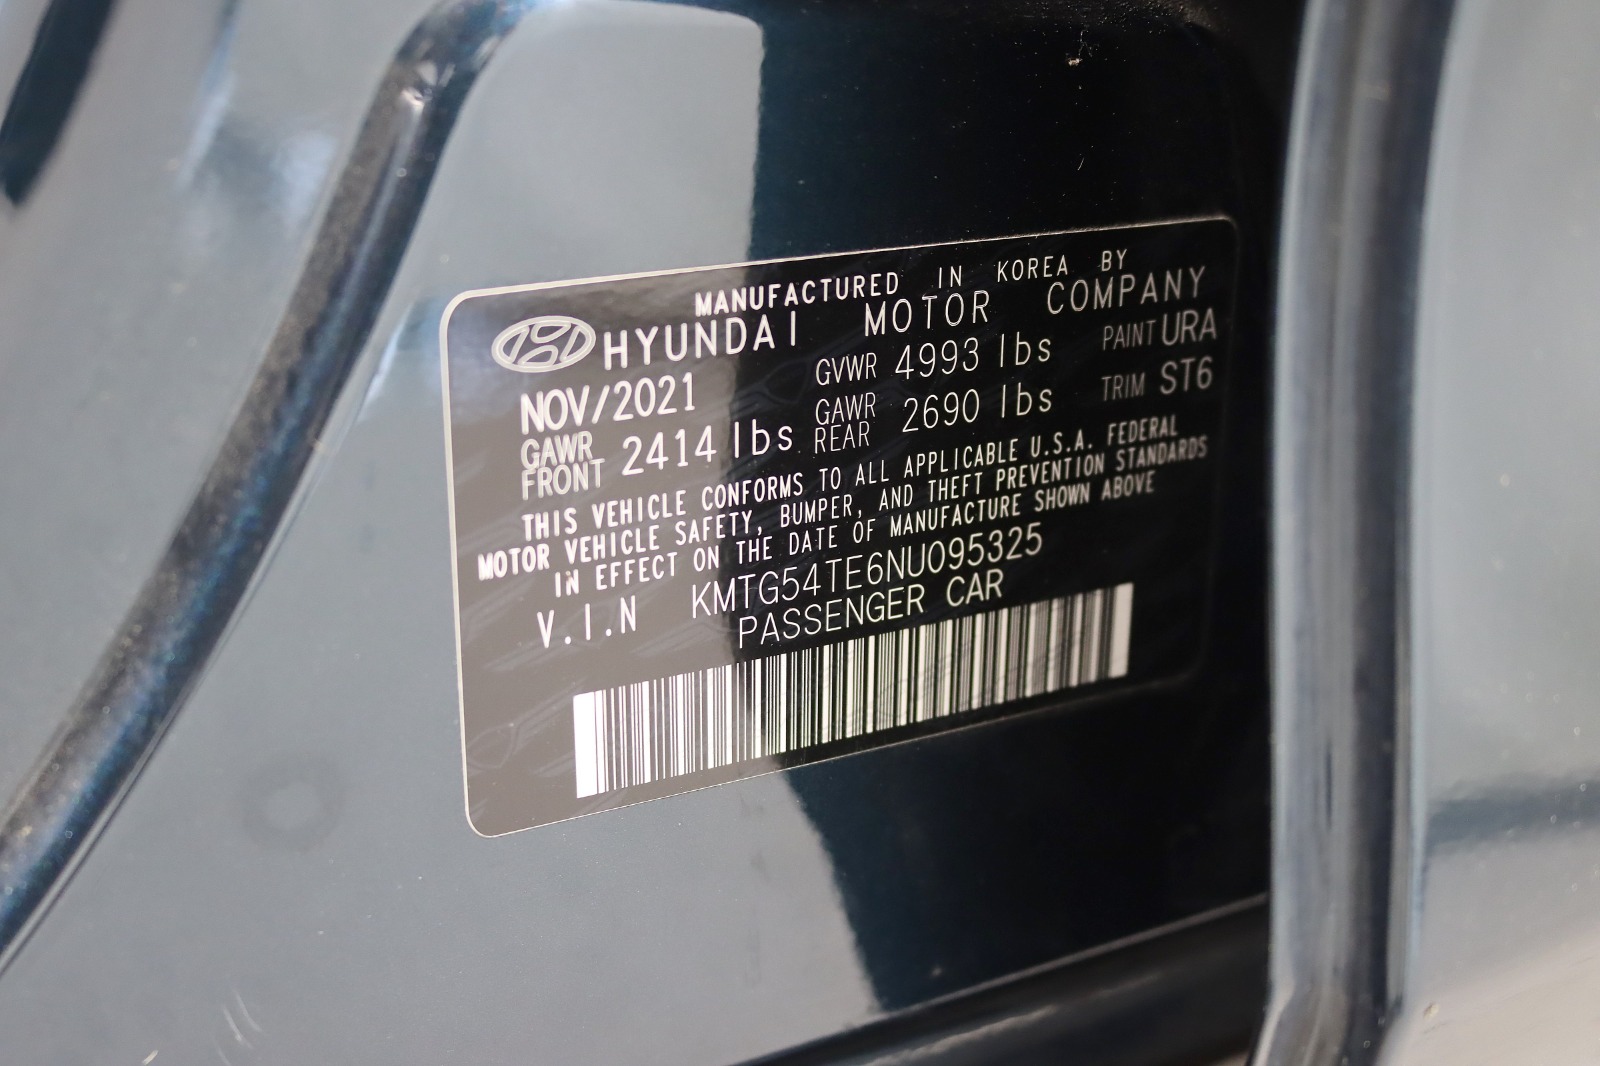 MANUFACTURED IN KOREA BY
HYUNDAI MOTOR COMPANY
NOV/2021 GVWR 4993 lbs PAINT URA
GAWR FRONT 2414 lbs GAWR REAR 2690 lbs TRIM ST6
THIS VEHICLE CONFORMS TO ALL APPLICABLE U.S.A. FEDERAL
MOTOR VEHICLE SAFETY, BUMPER, AND THEFT PREVENTION STANDARDS
IN EFFECT ON THE DATE OF MANUFACTURE SHOWN ABOVE
V.I.N KMTG54TE6NU095325
PASSENGER CAR